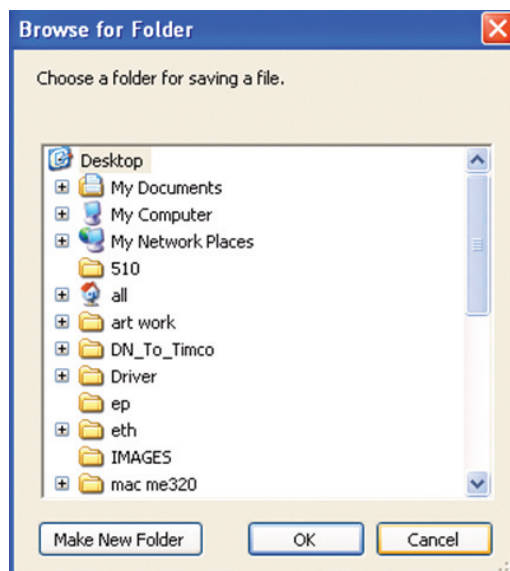 Browse for Folder
Choose a folder for saving a file.
Desktop
My Documents
My Computer
My Network Places
510
all
art work
DN_To_Timco
Driver
ep
eth
IMAGES
mac me320
Make New Folder OK Cancel